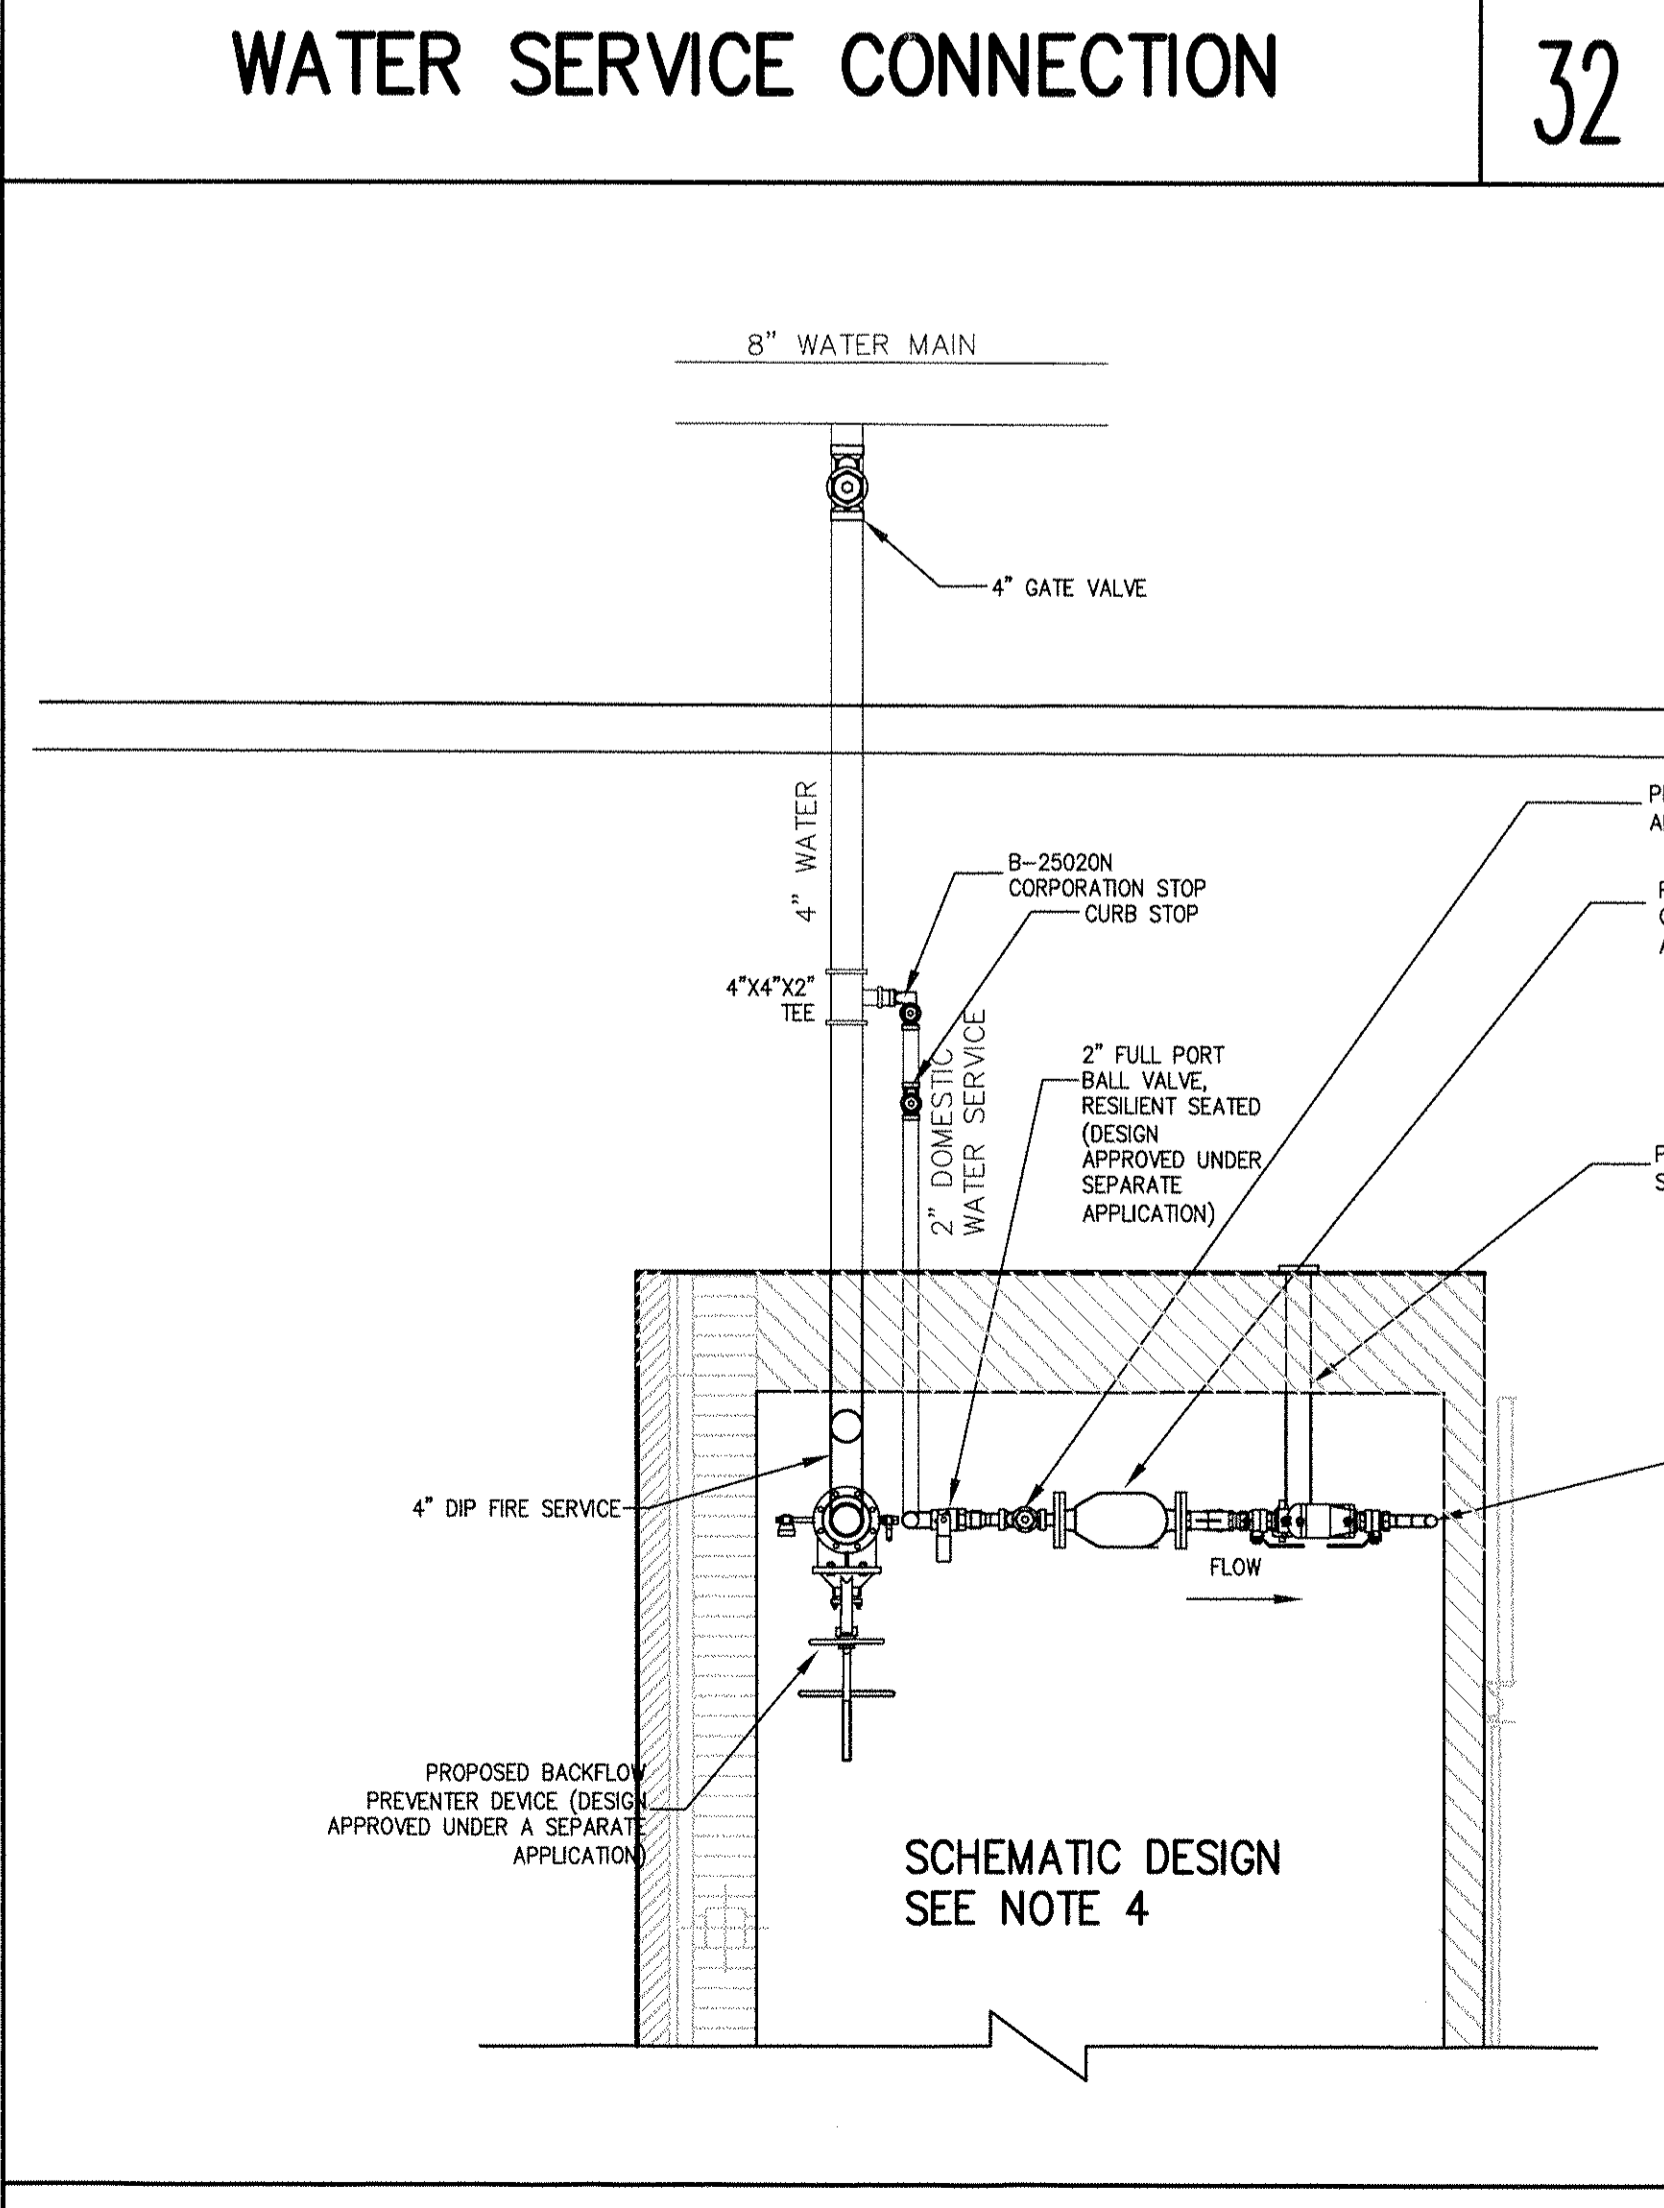 WATER SERVICE CONNECTION
32
8" WATER MAIN
4" GATE VALVE
4" WATER
B-25020N
CORPORATION STOP
CURB STOP
4"X4"X2"
TEE
2" DOMESTIC
WATER SERVICE
2" FULL PORT
BALL VALVE,
RESILIENT SEATED
(DESIGN
APPROVED UNDER
SEPARATE
APPLICATION)
4" DIP FIRE SERVICE
FLOW
PROPOSED BACKFLOW
PREVENTER DEVICE (DESIGN
APPROVED UNDER A SEPARATE
APPLICATION)
SCHEMATIC DESIGN
SEE NOTE 4